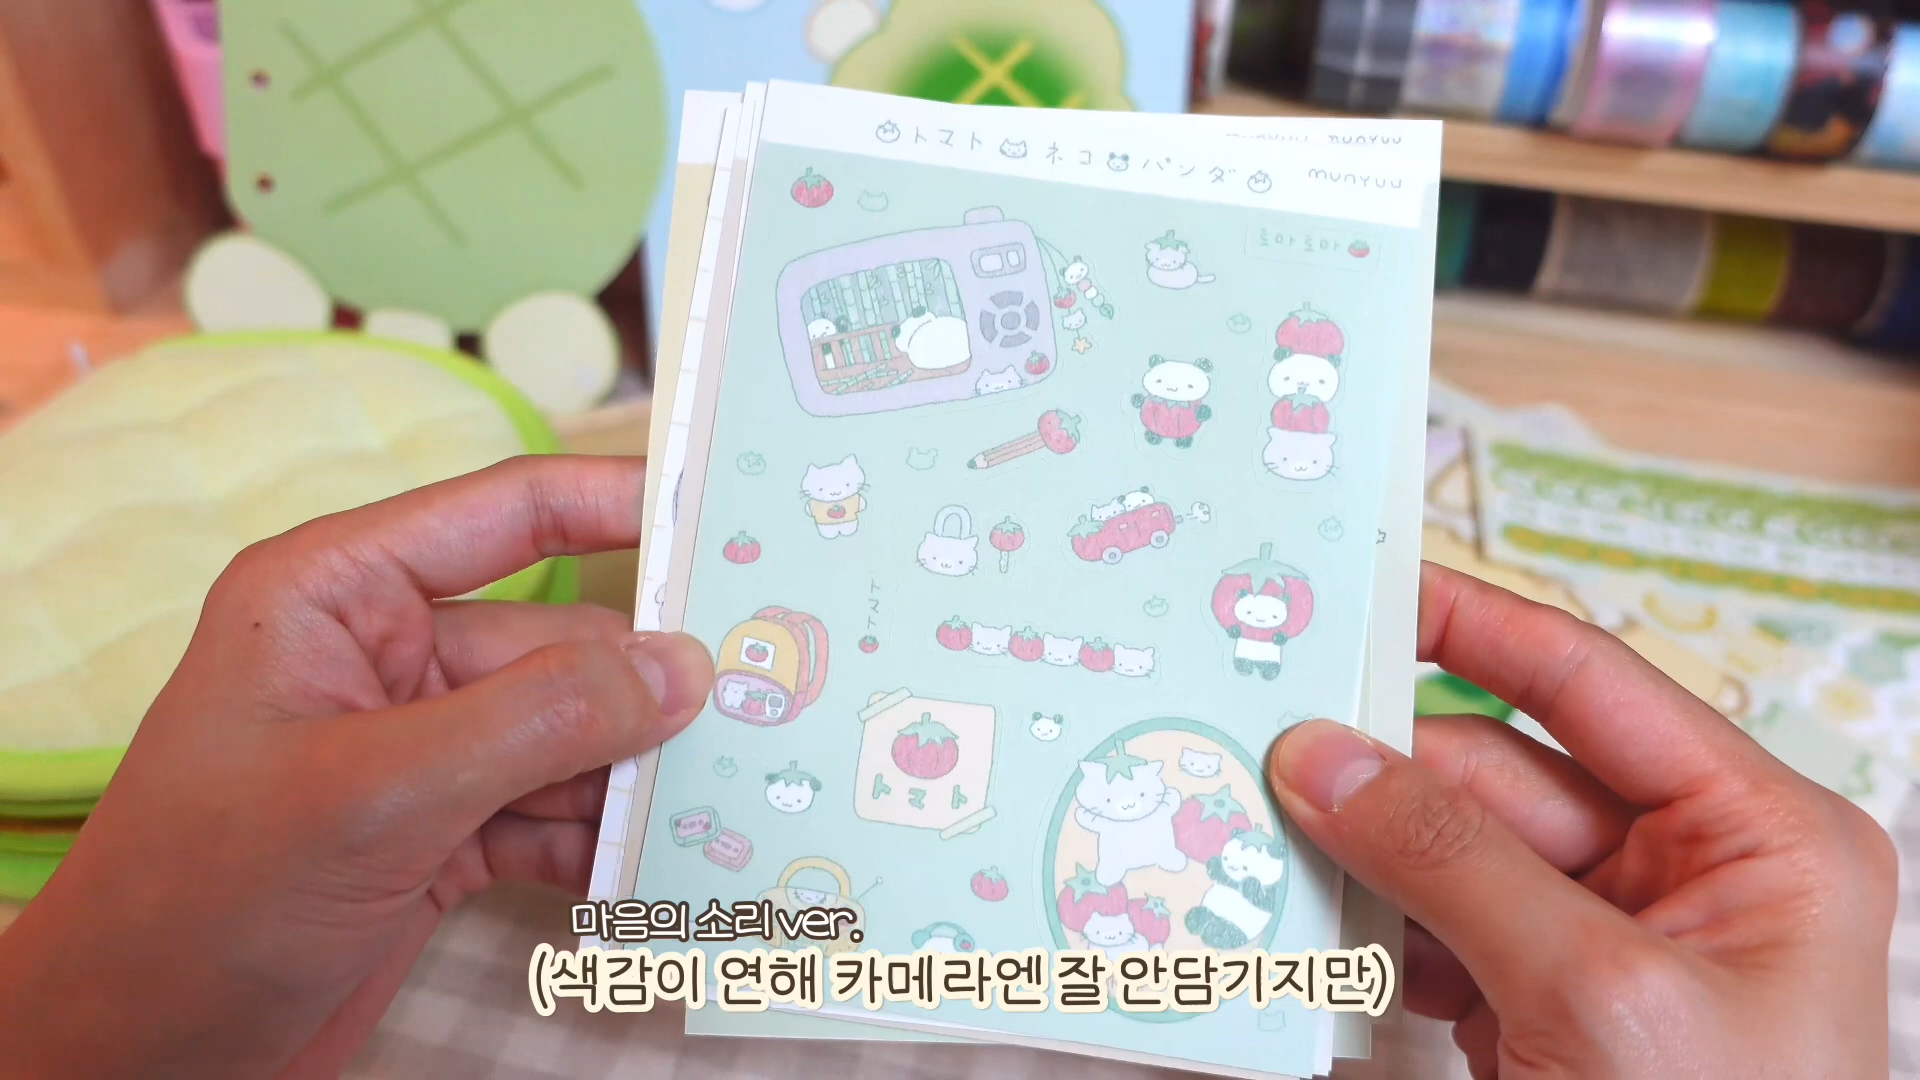 トマト ネコ パンダ
munyuu
munyuu
토마토마
トマト
トマト
마음의 소리 ver.
(색감이 연해 카메라엔 잘 안담기지만)